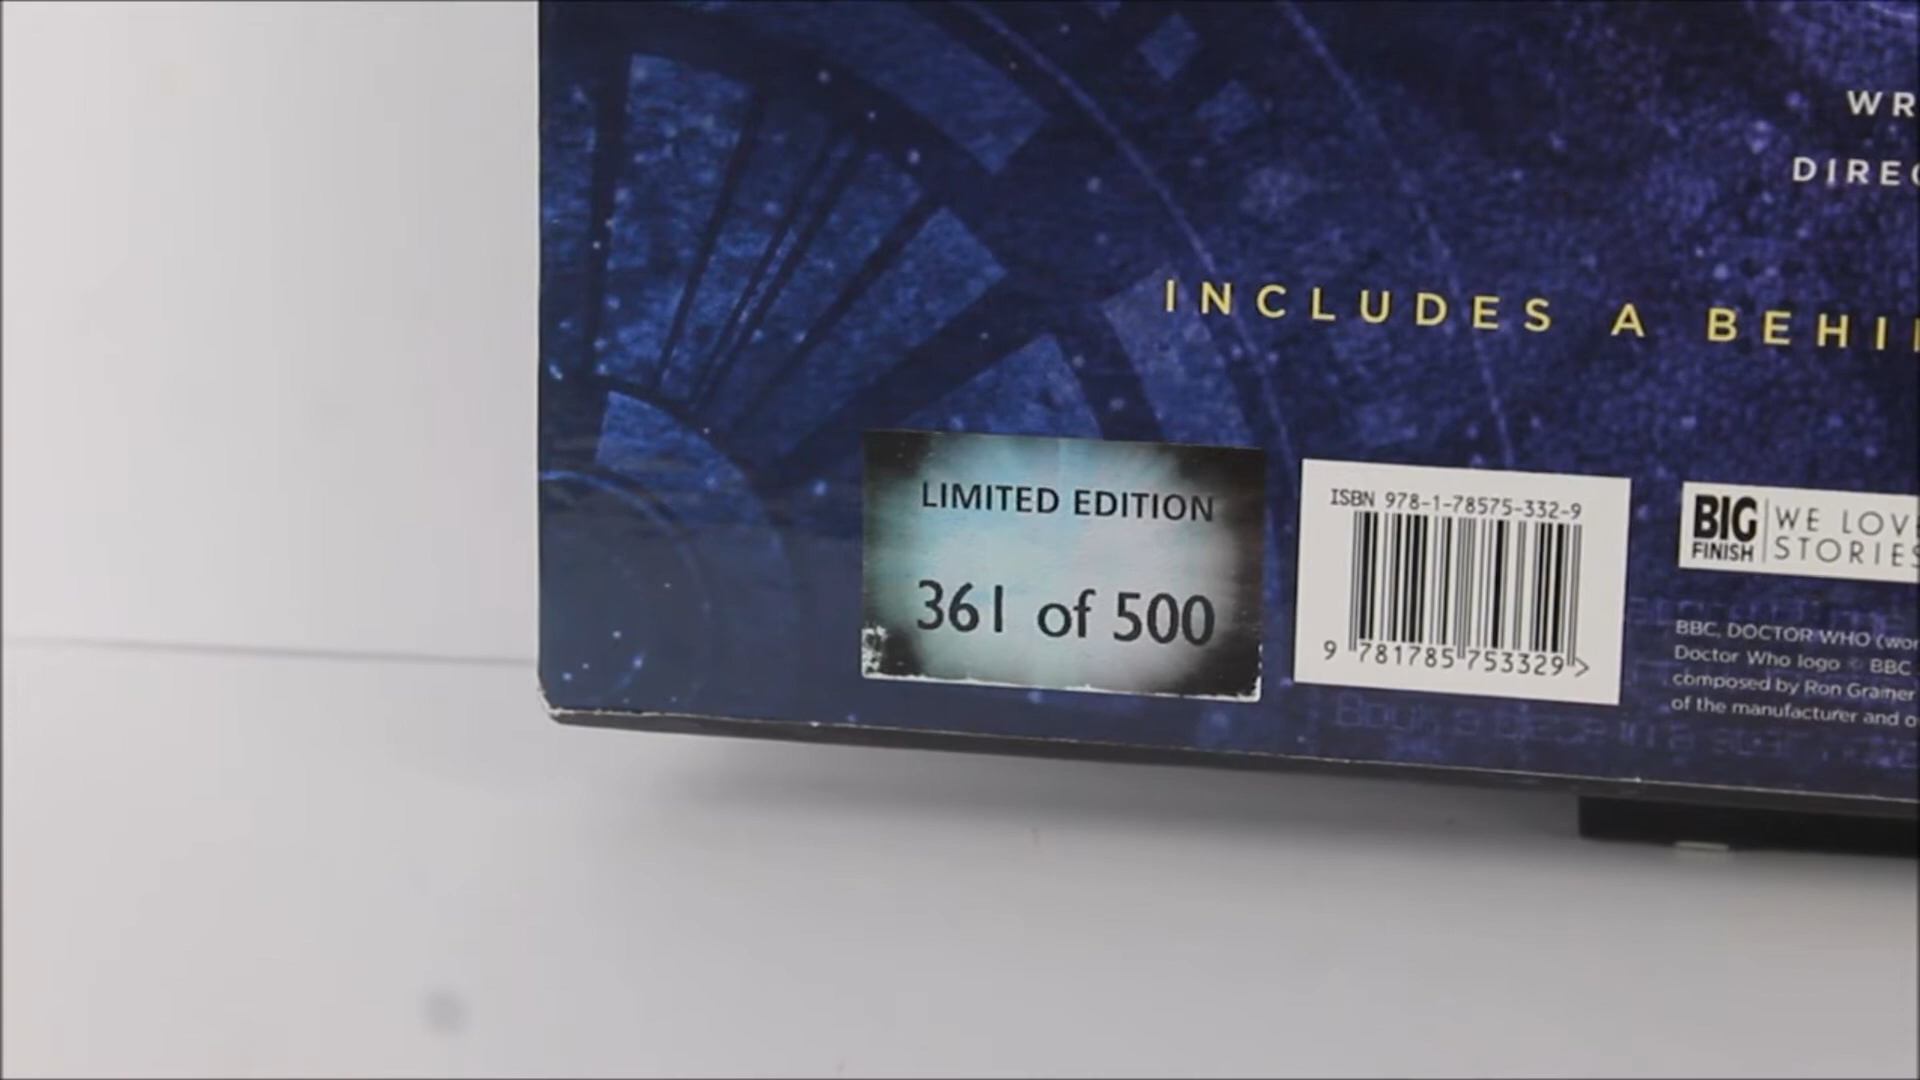 WR
DIREC
INCLUDES A BEHI
LIMITED EDITION
361 of 500
ISBN 978-1-78575-332-9
9 781785 753329 >
BIG FINISH
WE LOV
STORIES
BBC, DOCTOR WHO (wor
Doctor Who logo © BBC
composed by Ron Grainer
of the manufacturer and o